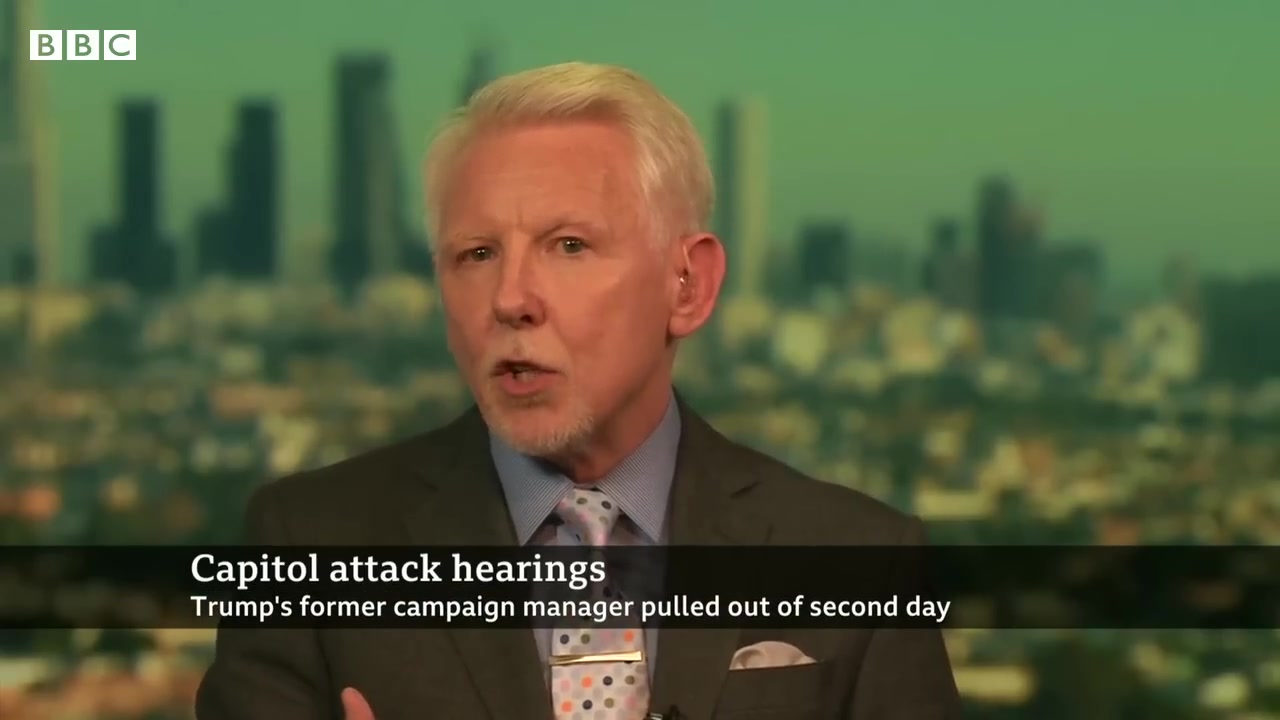 BBC
Capitol attack hearings
Trump's former campaign manager pulled out of second day